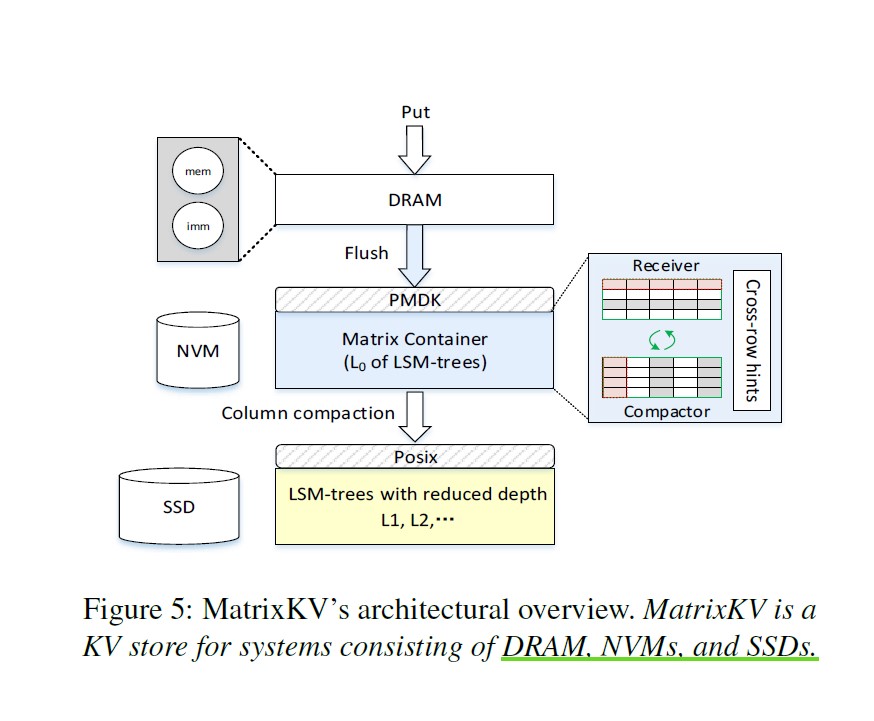 Put
mem
imm
DRAM
Flush
PMDK
NVM
Matrix Container
(L0 of LSM-trees)
Receiver
Cross-row hints
Compactor
Column compaction
Posix
SSD
LSM-trees with reduced depth
L1, L2,⋯
Figure 5: MatrixKV’s architectural overview. MatrixKV is a
KV store for systems consisting of DRAM, NVMs, and SSDs.